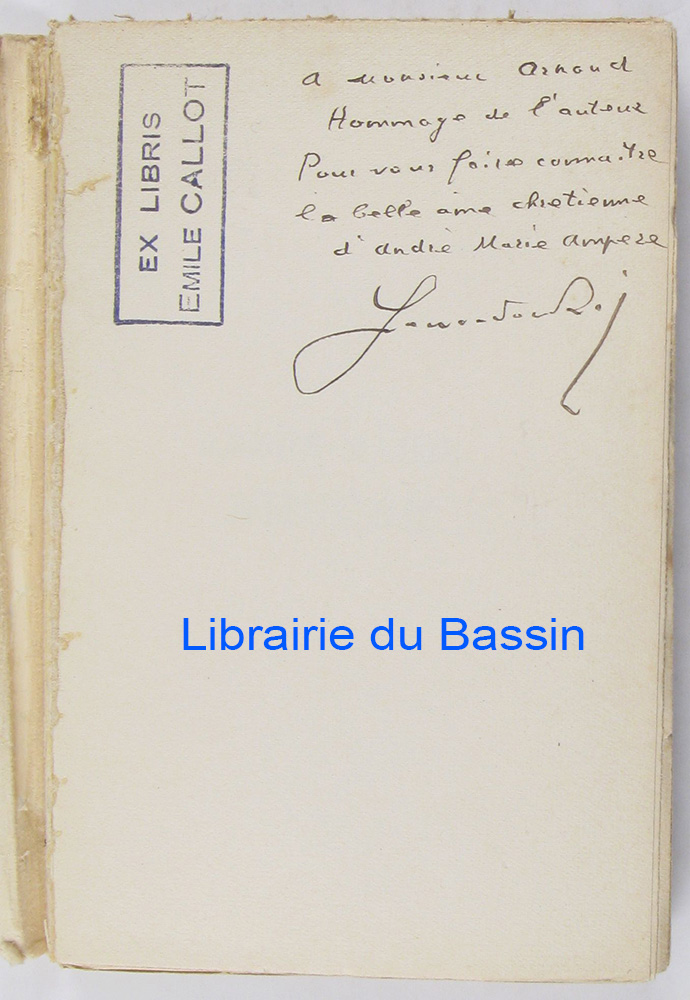 EX LIBRIS
EMILE CALLOT
A Monsieur Arnaud
Hommage de l'auteur
Pour vous faire connaitre
la belle âme chrétienne
d'André Marie Ampère
Librairie du Bassin